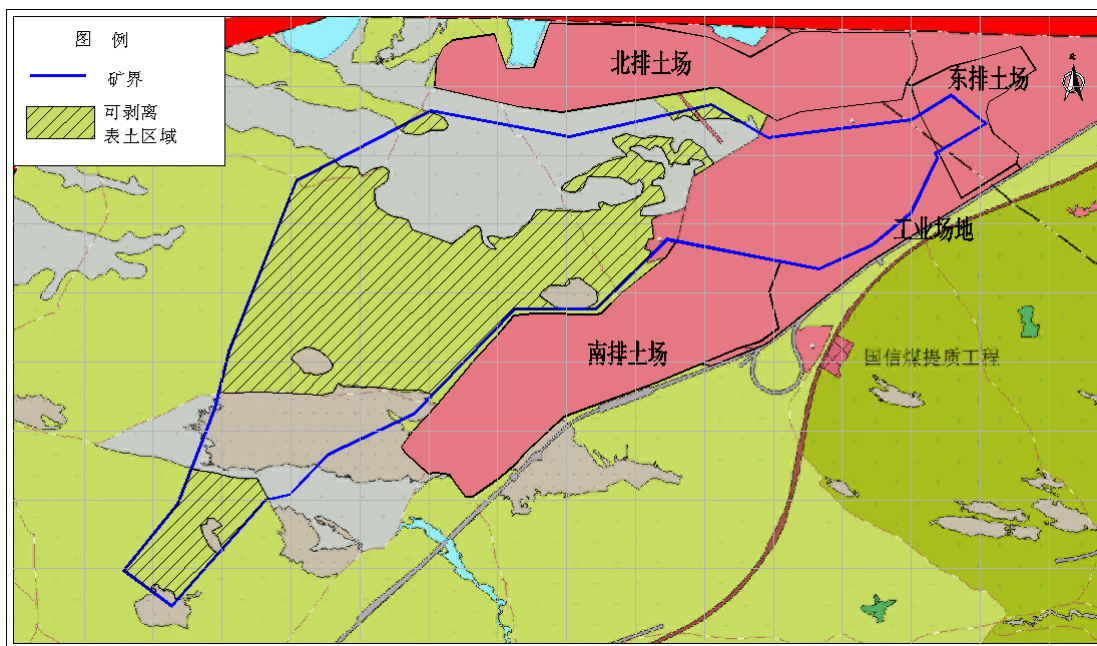 图 例
矿界
可剥离
表土区域
北排土场
东排土场
北
工业场地
南排土场
国信煤提质工程